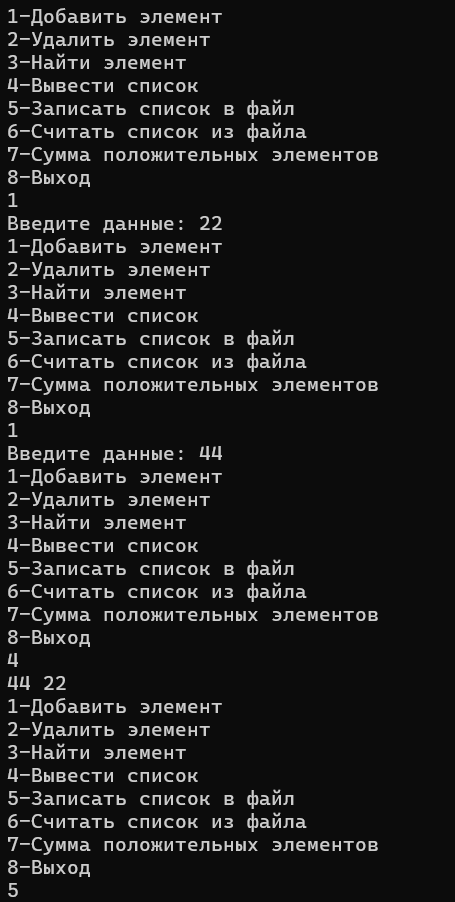 1-Добавить элемент
2-Удалить элемент
3-Найти элемент
4-Вывести список
5-Записать список в файл
6-Считать список из файла
7-Сумма положительных элементов
8-Выход
1
Введите данные: 22
1-Добавить элемент
2-Удалить элемент
3-Найти элемент
4-Вывести список
5-Записать список в файл
6-Считать список из файла
7-Сумма положительных элементов
8-Выход
1
Введите данные: 44
1-Добавить элемент
2-Удалить элемент
3-Найти элемент
4-Вывести список
5-Записать список в файл
6-Считать список из файла
7-Сумма положительных элементов
8-Выход
4
44 22
1-Добавить элемент
2-Удалить элемент
3-Найти элемент
4-Вывести список
5-Записать список в файл
6-Считать список из файла
7-Сумма положительных элементов
8-Выход
5